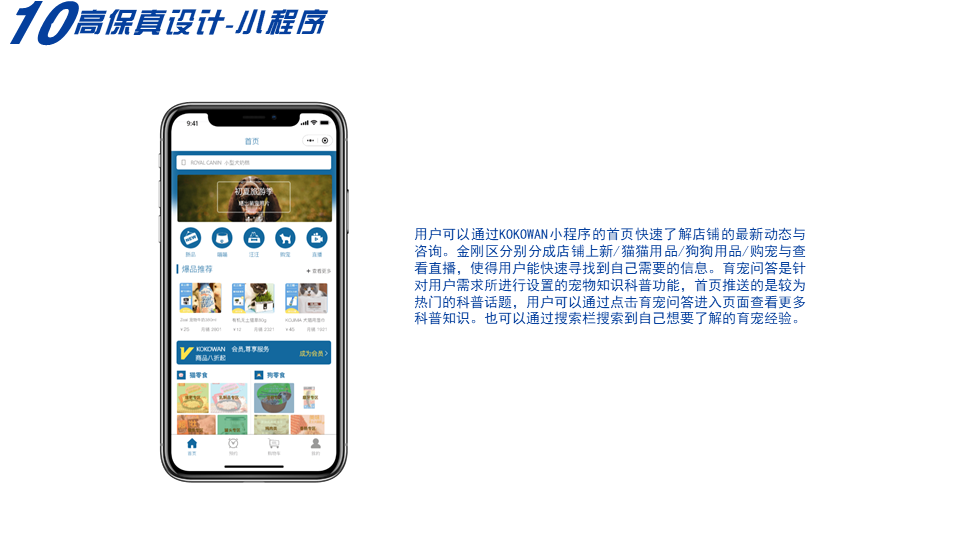 10高保真设计-小程序
9:41
首页
ROYAL CANIN 小型犬奶糕
初夏旅游季
NEW
新品
猫猫
汪汪
购宠
直播
爆品推荐
+ 查看更多
¥25 月销 2001
¥12 月销 2321
¥45 月销 1921
KOKOWAN 会员,尊享服务
商品八折起
成为会员 >
猫零食
狗零食
首页
购物车
我的
用户可以通过KOKOWAN小程序的首页快速了解店铺的最新动态与
咨询。金刚区分别分成店铺上新/猫猫用品/狗狗用品/购宠与查
看直播，使得用户能快速寻找到自己需要的信息。育宠问答是针
对用户需求所进行设置的宠物知识科普功能，首页推送的是较为
热门的科普话题，用户可以通过点击育宠问答进入页面查看更多
科普知识。也可以通过搜索栏搜索到自己想要了解的育宠经验。